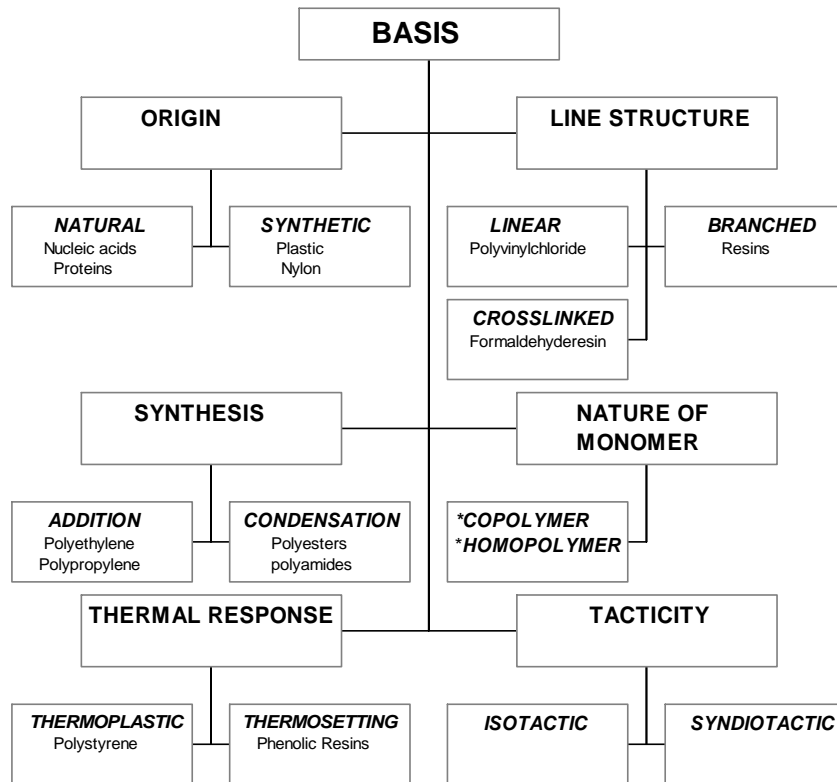 BASIS
ORIGIN
LINE STRUCTURE
NATURAL
Nucleic acids
Proteins
SYNTHETIC
Plastic
Nylon
LINEAR
Polyvinylchloride
BRANCHED
Resins
CROSSLINKED
Formaldehyderesin
SYNTHESIS
NATURE OF
MONOMER
ADDITION
Polyethylene
Polypropylene
CONDENSATION
Polyesters
polyamides
*COPOLYMER
*HOMOPOLYMER
THERMAL RESPONSE
TACTICITY
THERMOPLASTIC
Polystyrene
THERMOSETTING
Phenolic Resins
ISOTACTIC
SYNDIOTACTIC